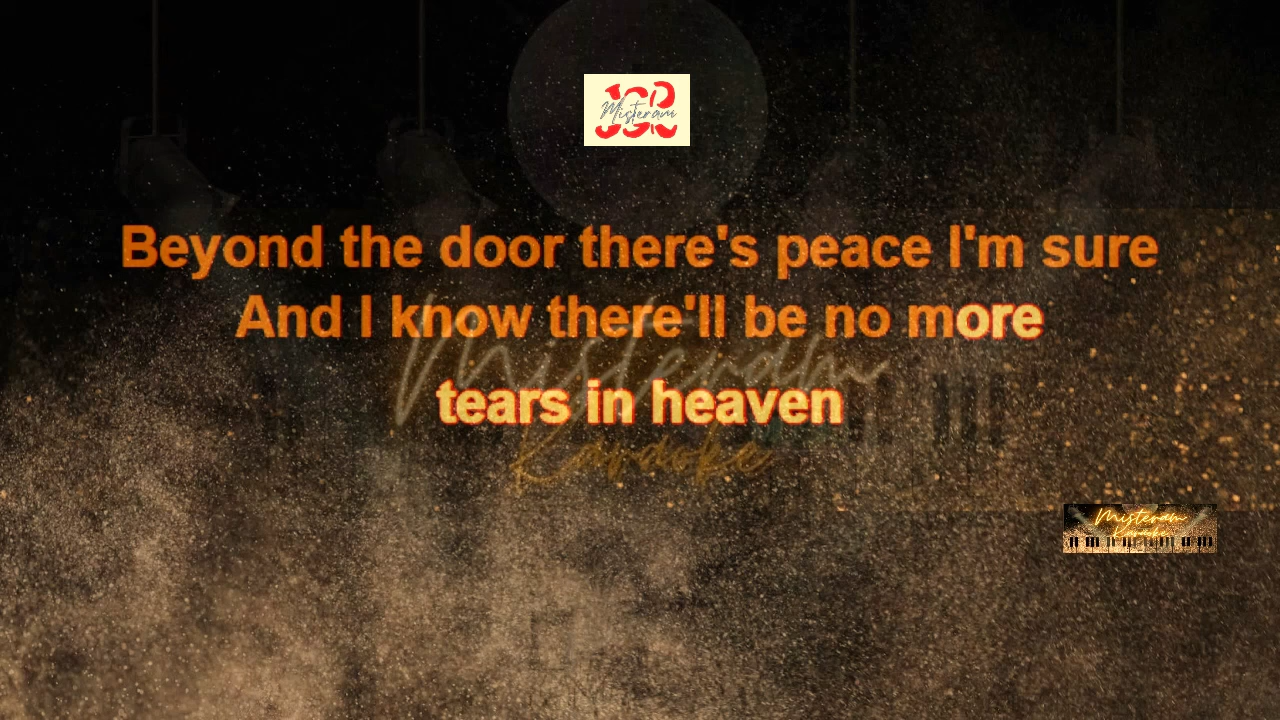 Misteram
Beyond the door there's peace I'm sure
And I know there'll be no more
tears in heaven
Misteram
Karaoke
Misteram
Karaoke